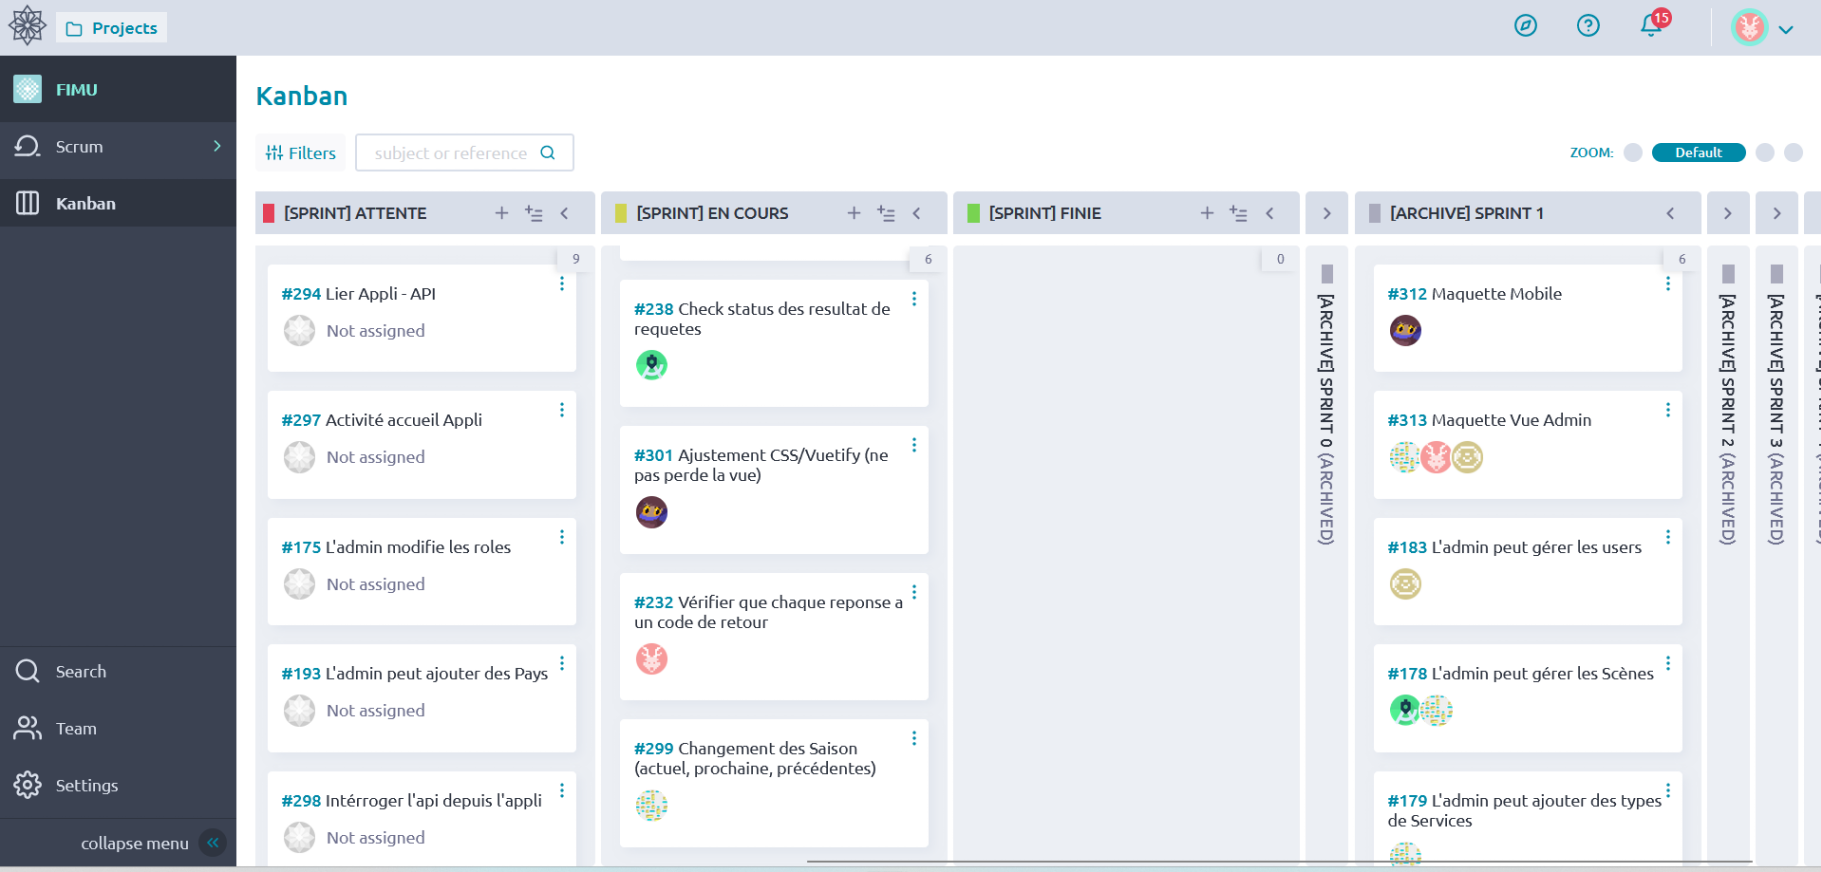 Projects
15
FIMU
Scrum
Kanban
Search
Team
Settings
collapse menu
Kanban
Filters
subject or reference
ZOOM:
Default
[SPRINT] ATTENTE
9
#294 Lier Appli - API
Not assigned
#297 Activité accueil Appli
Not assigned
#175 L'admin modifie les roles
Not assigned
#193 L'admin peut ajouter des Pays
Not assigned
#298 Intérroger l'api depuis l'appli
Not assigned
[SPRINT] EN COURS
6
#238 Check status des resultat de
requetes
#301 Ajustement CSS/Vuetify (ne
pas perde la vue)
#232 Vérifier que chaque reponse a
un code de retour
#299 Changement des Saison
(actuel, prochaine, précédentes)
[SPRINT] FINIE
0
[ARCHIVE] SPRINT 0 (ARCHIVED)
[ARCHIVE] SPRINT 1
6
#312 Maquette Mobile
#313 Maquette Vue Admin
#183 L'admin peut gérer les users
#178 L'admin peut gérer les Scènes
#179 L'admin peut ajouter des types
de Services
[ARCHIVE] SPRINT 2 (ARCHIVED)
[ARCHIVE] SPRINT 3 (ARCHIVED)